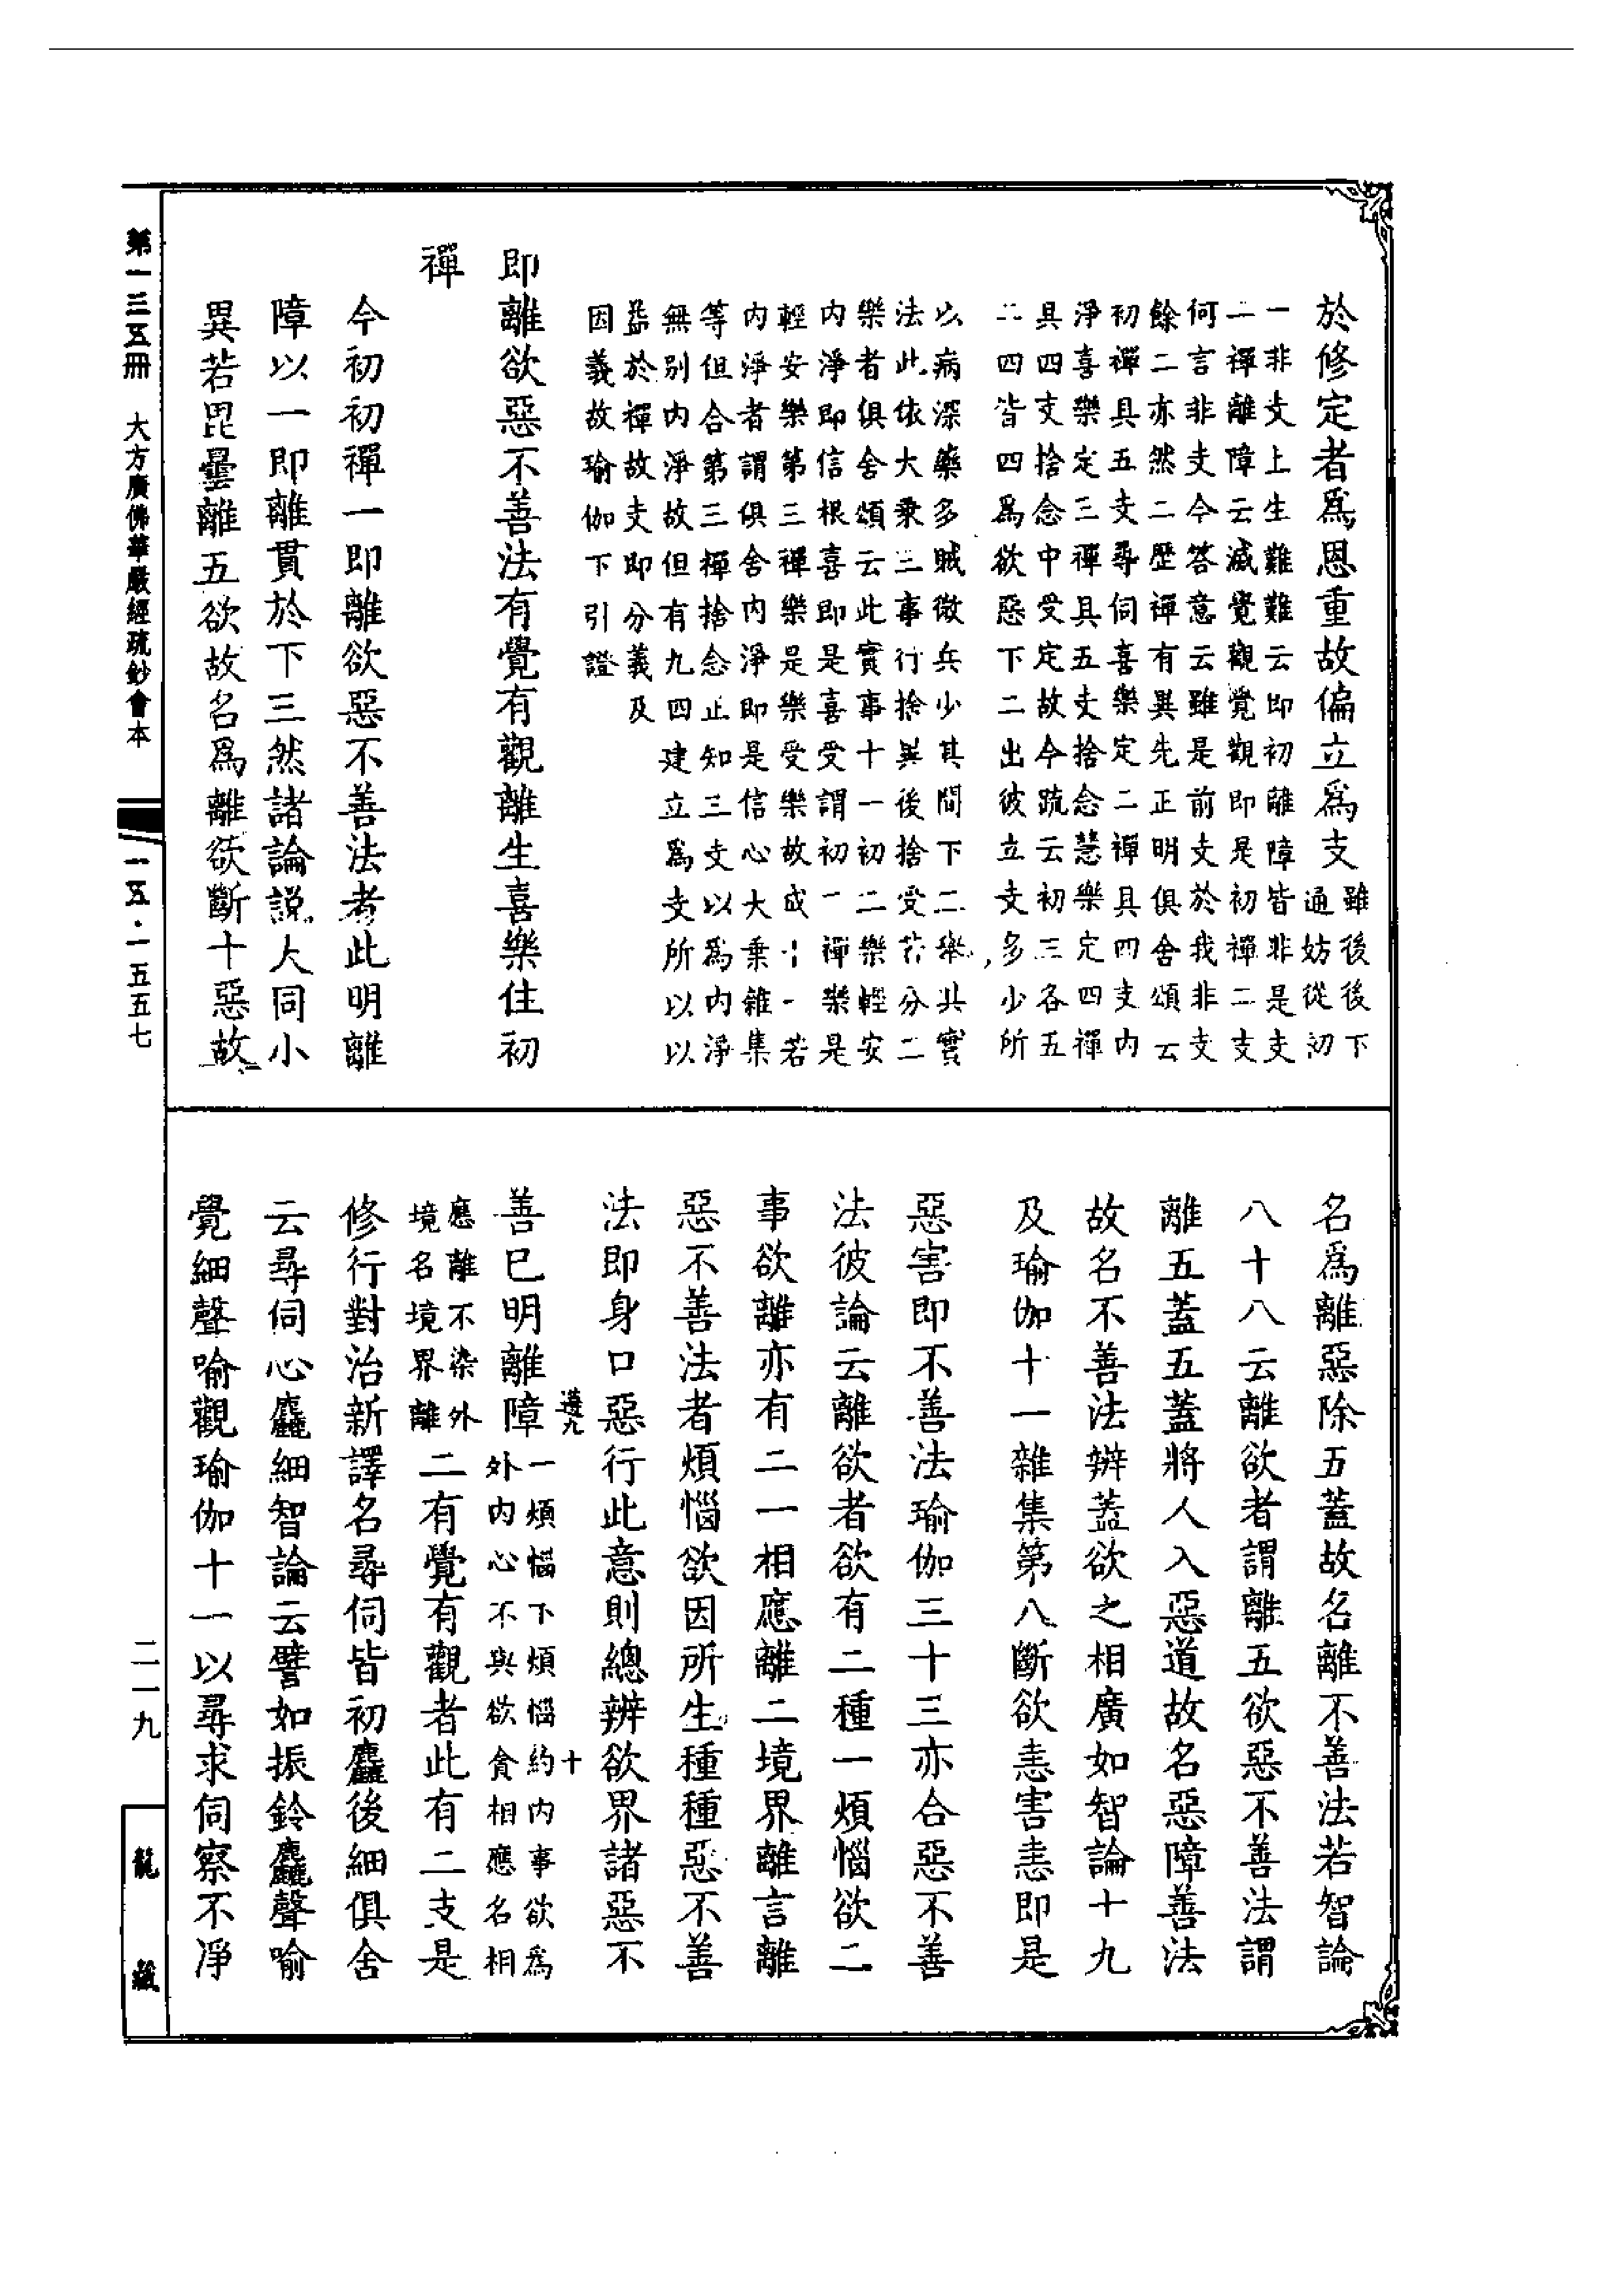 於修定者爲恩重故偏立爲支
雖後後下
通妨從初
一非支上生難難云即初離障皆非是支
二禪離障云滅覺觀覺觀即是初禪二支
何言非支今答意云雖是前支於我非支
餘二亦然二歷禪有異先正明俱舍頌云
初禪具五支尋伺喜樂定二禪具四支內
淨喜樂定三禪具五支捨念慧樂定四禪
具四支捨念中受定故今疏云初三各五
二四皆四爲欲惡下二出彼立支多少所
以病深藥多賊微兵少其間下二舉其實
法此依大乘三事行捨與後捨受若分二
樂者俱舍頌云此實事十一初二樂輕安
內淨即信根喜即是喜受謂初二禪樂是
輕安樂第三禪樂是樂受樂故成十一若
內淨者謂俱舍內淨即是信心大乘雜集
等但合第三禪捨念正知三支以爲內淨
無別內淨故但有九四建立爲支所以以
益於禪故支即分義及
因義故瑜伽下引證
即離欲惡不善法有覺有觀離生喜樂住初
禪
今初初禪一即離欲惡不善法者此明離
障以一即離貫於下三然諸論說大同小
異若毘曇離五欲故名爲離欲斷十惡故
名爲離惡除五蓋故名離不善法若智論
八十八云離欲者謂離五欲惡不善法謂
離五蓋五蓋將人入惡道故名惡障善法
故名不善法辨蓋欲之相廣如智論十九
及瑜伽十一雜集第八斷欲恚害恚即是
惡害即不善法瑜伽三十三亦合惡不善
法彼論云離欲者欲有二種一煩惱欲二
事欲離亦有二一相應離二境界離言離
惡不善法者煩惱欲因所生種種惡不善
法即身口惡行此意則總辨欲界諸惡不
遵九
十
善已明離障
一煩惱下煩惱約內事欲爲
外內心不與欲貪相應名相
應離不染外
境名境界離
二有覺有觀者此有二支是
修行對治新譯名尋伺皆初麤後細俱舍
云尋伺心麤細智論云譬如振鈴麤聲喻
覺細聲喻觀瑜伽十一以尋求伺察不淨
第一三五冊 大方廣佛華嚴經疏鈔會本
一五·一五五七
二一九
龍藏